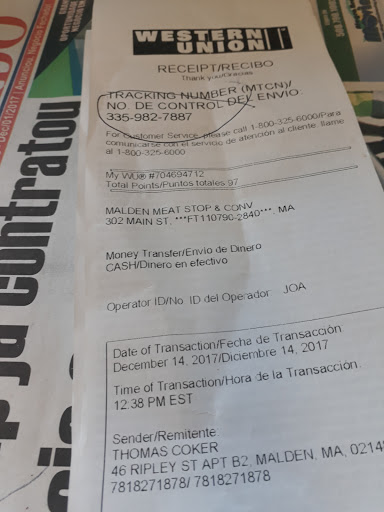 WESTERN
UNION
RECEIPT/RECIBO
Thank you/Gracias
TRACKING NUMBER (MTCN)/
NO. DE CONTROL DEL ENVIO
335-982-7887
For Customer Service, please call 1-800-325-6000/Para
comunicarse con el servicio de atención al cliente, llame
al 1-800-325-6000
My WU® #704694712
Total Points/Puntos totales 97
MALDEN MEAT STOP & CONV
302 MAIN ST. ***FT110790-2840***, MA
Money Transfer/Envio de Dinero
CASH/Dinero en efectivo
Operator ID/No ID del Operador JOA
Date of Transaction/Fecha de Transacción
December 14, 2017/Diciembre 14, 2017
Time of Transaction/Hora de la Transacción
12:38 PM EST
Sender/Remitente
THOMAS COKER
46 RIPLEY ST APT B2, MALDEN, MA, 0214
7818271878/ 7818271878
ja contratou